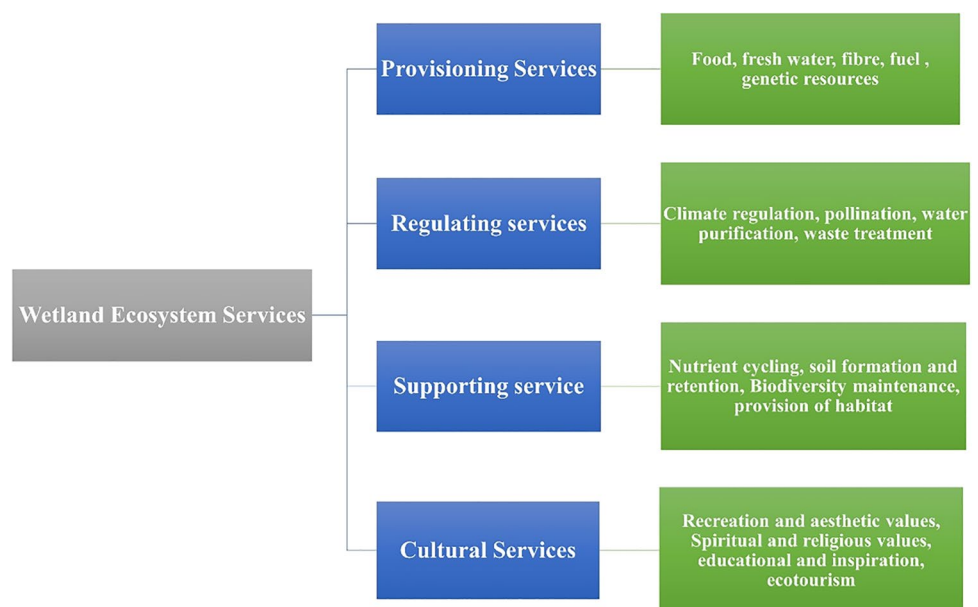 Provisioning Services
Food, fresh water, fibre, fuel ,
genetic resources
Regulating services
Climate regulation, pollination, water
purification, waste treatment
Wetland Ecosystem Services
Supporting service
Nutrient cycling, soil formation and
retention, Biodiversity maintenance,
provision of habitat
Cultural Services
Recreation and aesthetic values,
Spiritual and religious values,
educational and inspiration,
ecotourism